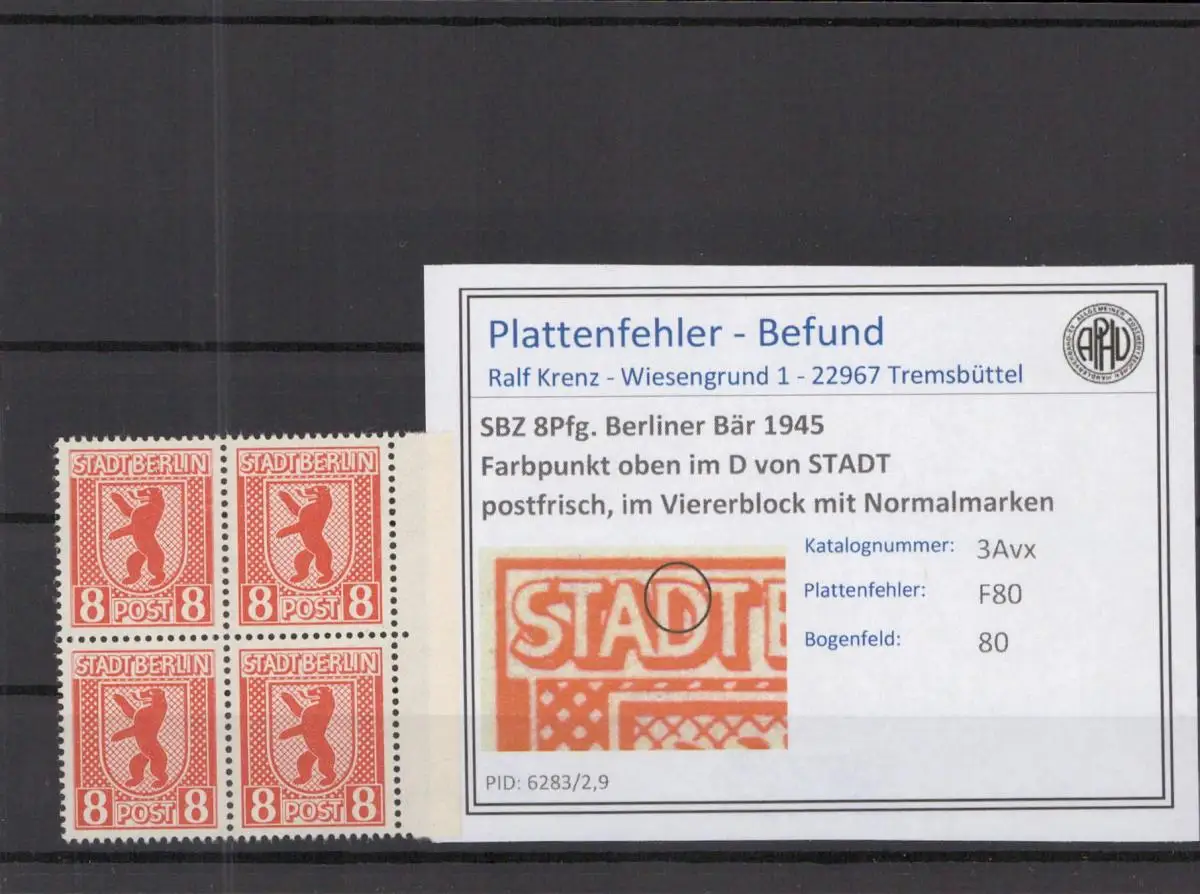 STADT BERLIN STADT BERLIN
8 POST 8 8 POST 8
STADT BERLIN STADT BERLIN
8 POST 8 8 POST 8
Plattenfehler - Befund
Ralf Krenz - Wiesengrund 1 - 22967 Tremsbüttel
APHV
SBZ 8Pfg. Berliner Bär 1945
Farbpunkt oben im D von STADT
postfrisch, im Viererblock mit Normalmarken
STADT B
Katalognummer: 3Avx
Plattenfehler: F80
Bogenfeld: 80
PID: 6283/2,9